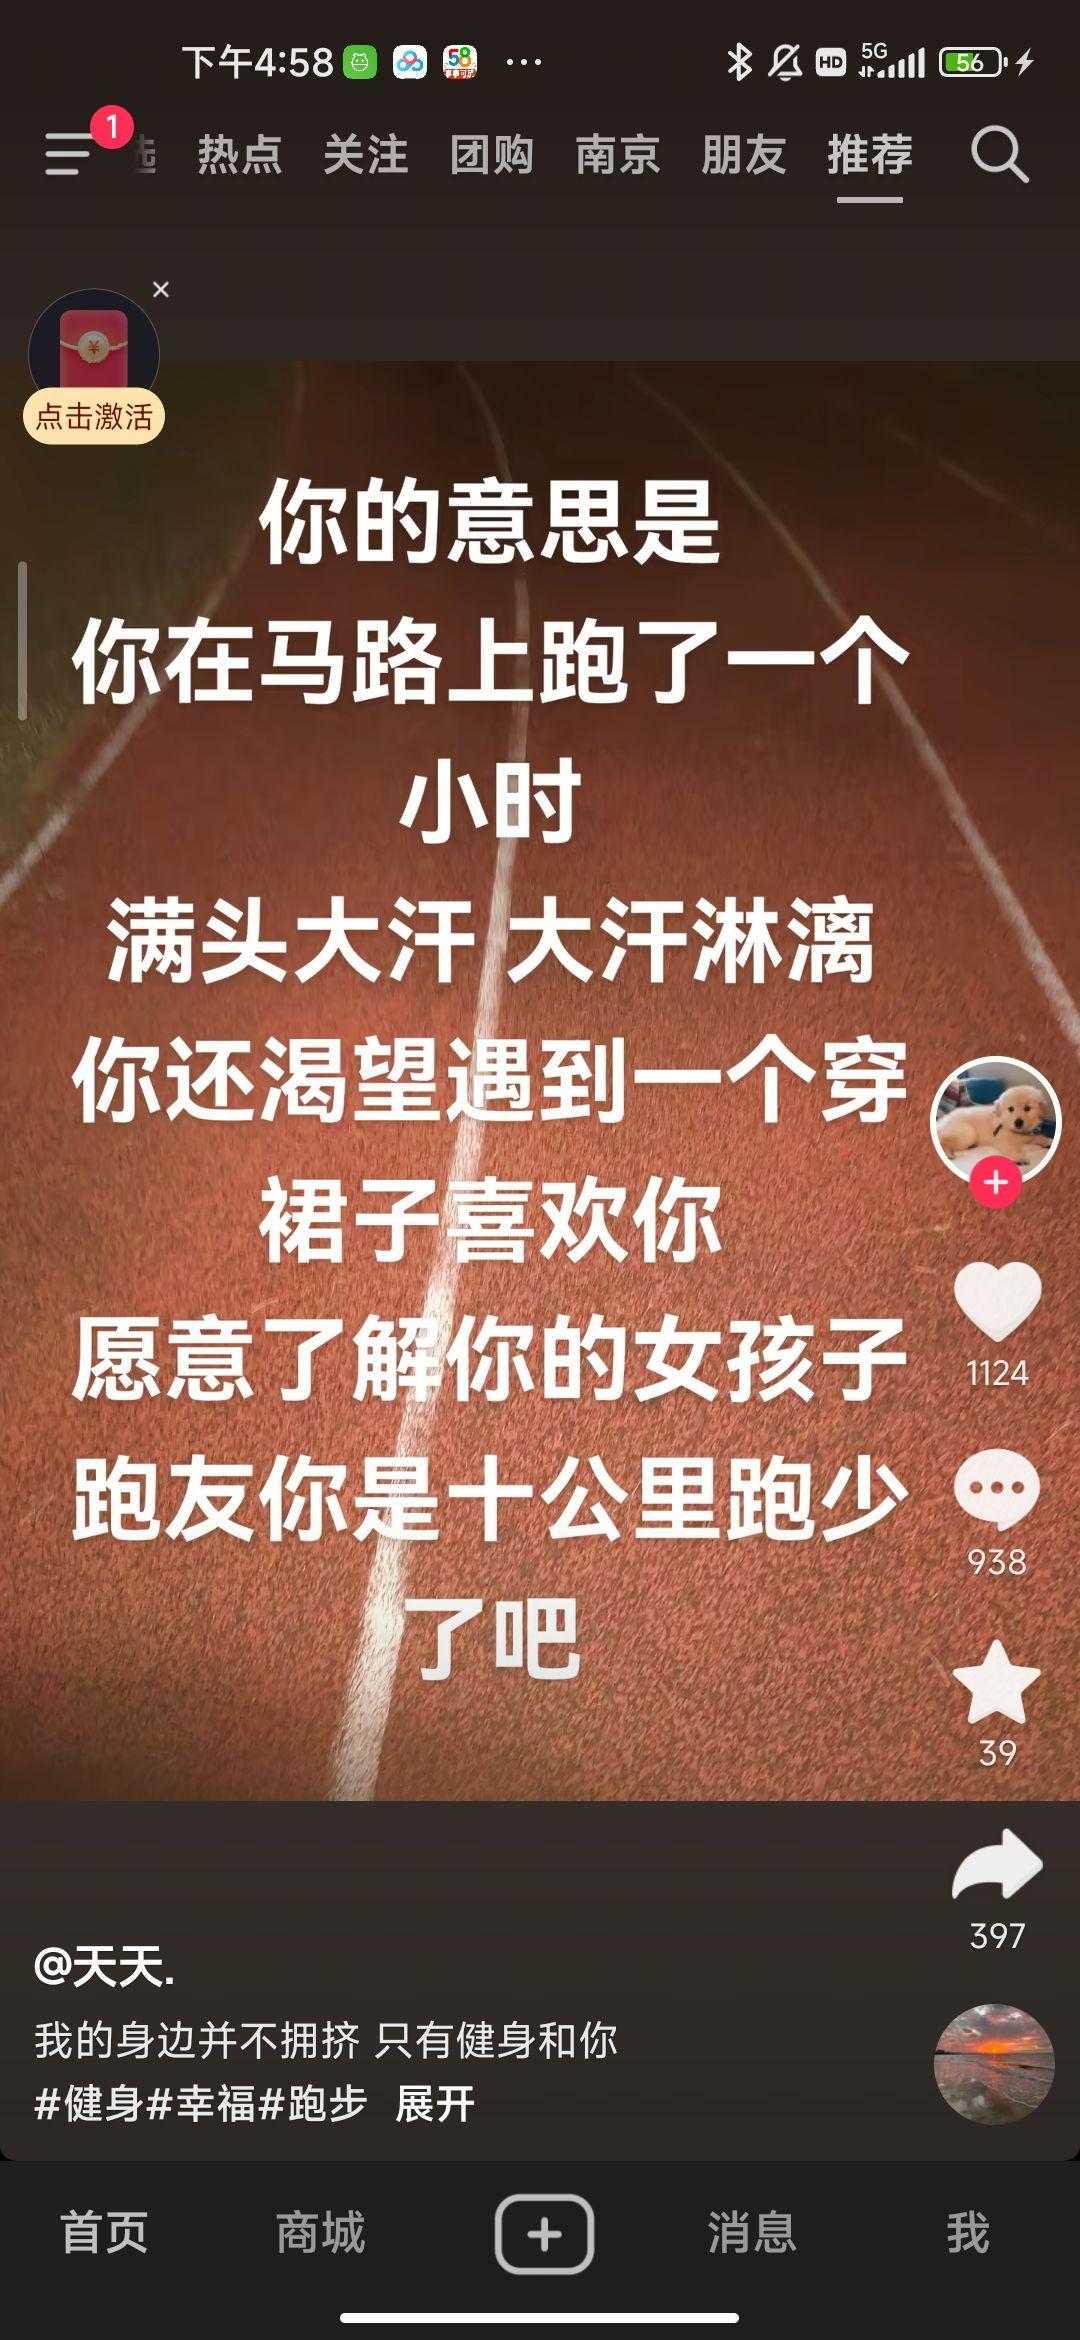 下午4:58
58
HD
5G
56
1
选 热点 关注 团购 南京 朋友 推荐
点击激活
你的意思是
你在马路上跑了一个
小时
满头大汗 大汗淋漓
你还渴望遇到一个穿
裙子喜欢你
愿意了解你的女孩子
跑友你是十公里跑少
了吧
1124
938
39
397
@天天.
我的身边并不拥挤 只有健身和你
#健身#幸福#跑步 展开
首页 商城 消息 我